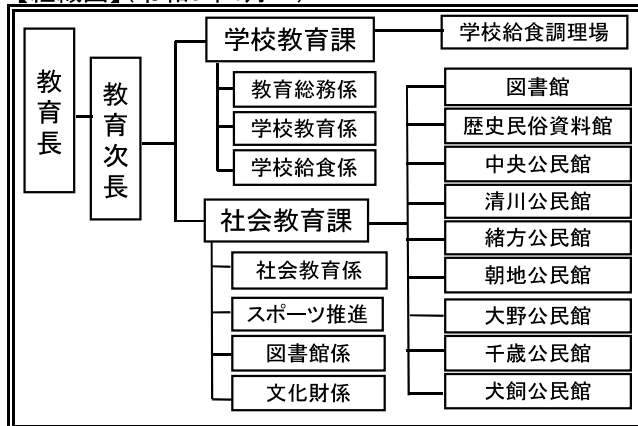 教育長
教育次長
学校教育課
学校給食調理場
教育総務係
学校教育係
学校給食係
社会教育課
社会教育係
スポーツ推進
図書館係
文化財係
図書館
歴史民俗資料館
中央公民館
清川公民館
緒方公民館
朝地公民館
大野公民館
千歳公民館
犬飼公民館